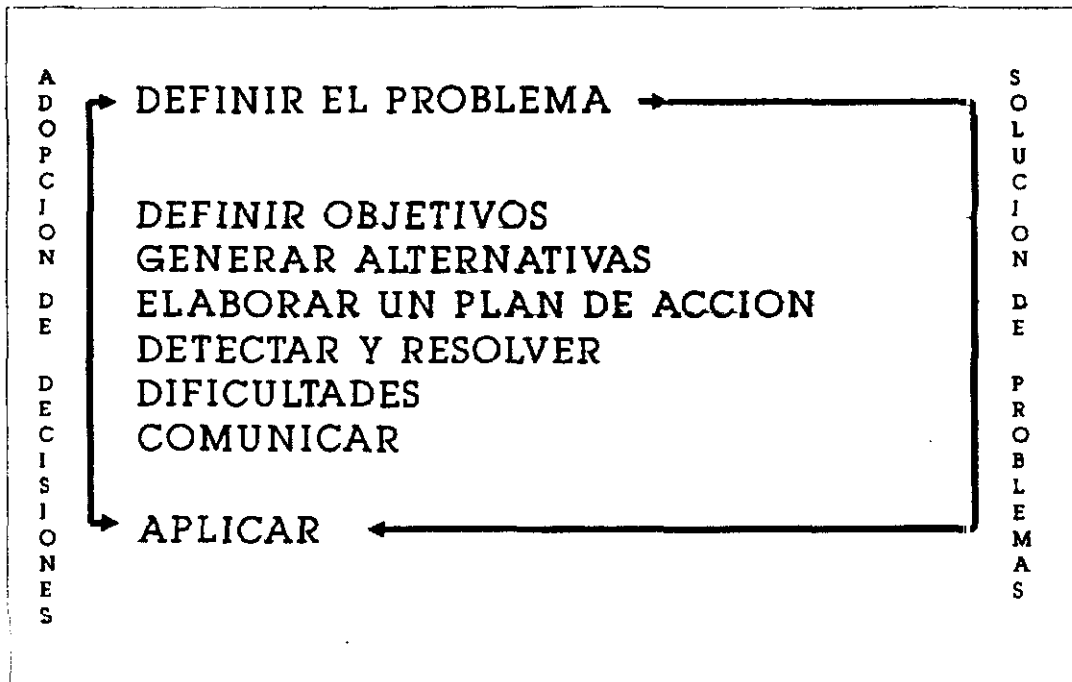 ADOPCION DE DECISIONES
DEFINIR EL PROBLEMA
DEFINIR OBJETIVOS
GENERAR ALTERNATIVAS
ELABORAR UN PLAN DE ACCION
DETECTAR Y RESOLVER
DIFICULTADES
COMUNICAR
APLICAR
SOLUCION DE PROBLEMAS